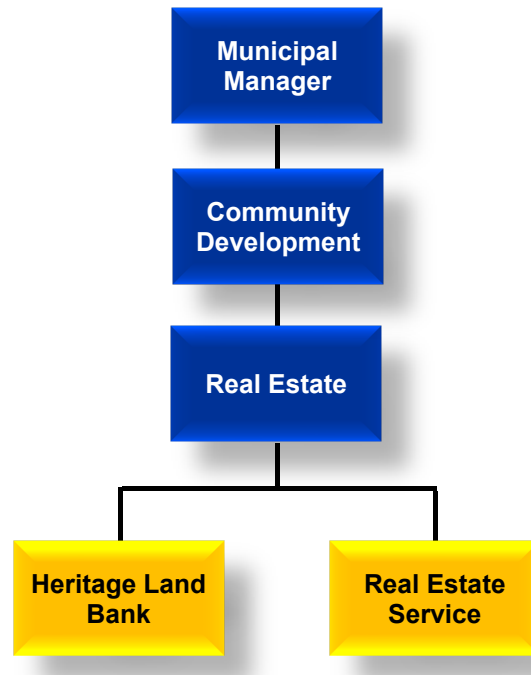 Municipal
Manager
Community
Development
Real Estate
Heritage Land
Bank
Real Estate
Service